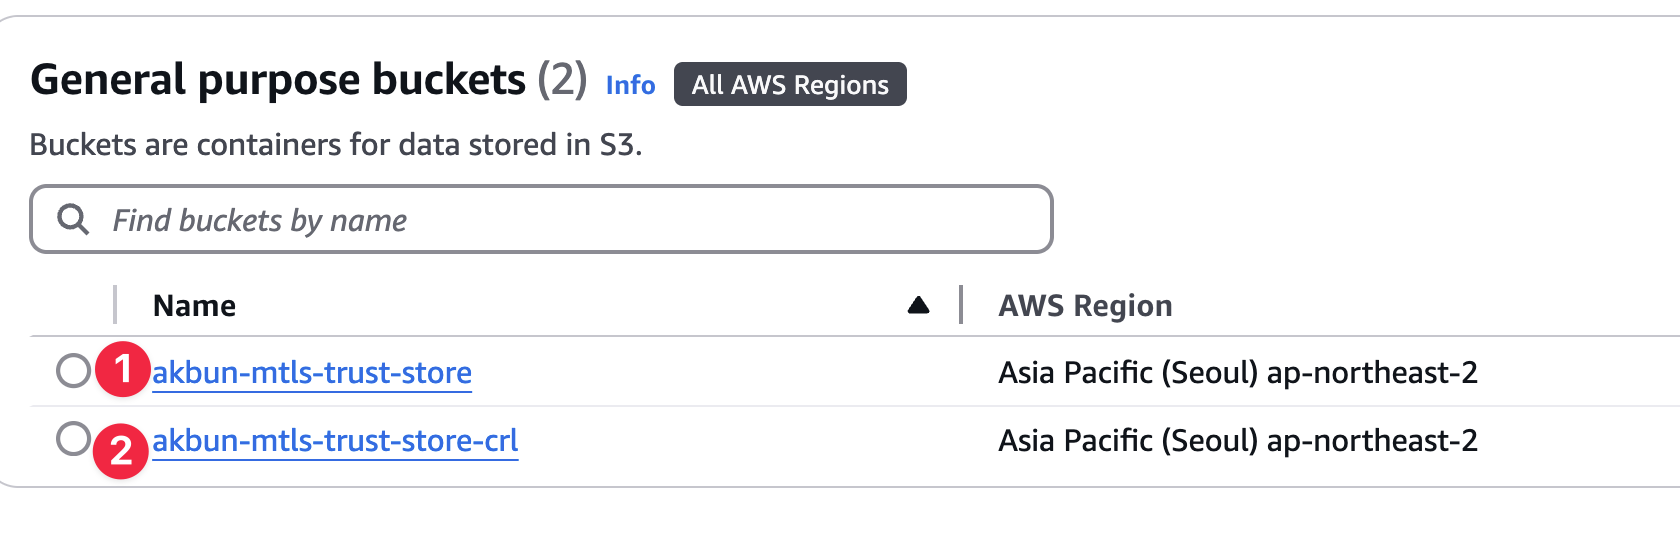 General purpose buckets (2) Info All AWS Regions
Buckets are containers for data stored in S3.
Find buckets by name
Name AWS Region
1 akbun-mtls-trust-store Asia Pacific (Seoul) ap-northeast-2
2 akbun-mtls-trust-store-crl Asia Pacific (Seoul) ap-northeast-2